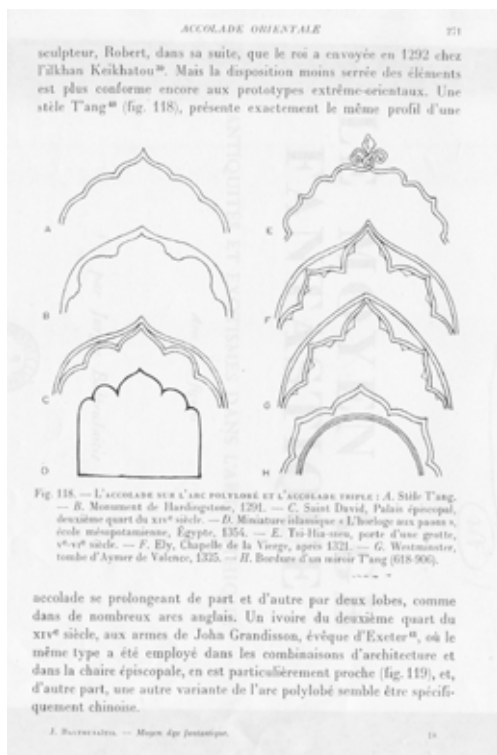 ACCOLADE ORIENTALE 271
sculpteur, Robert, dans sa suite, que le roi a envoyée en 1292 chez
l'ilkhan Keikhatou³⁹. Mais la disposition moins serrée des éléments
est plus conforme encore aux prototypes extrême-orientaux. Une
stèle T'ang⁴⁰ (fig. 118), présente exactement le même profil d'une
A
B
C
D
E
F
G
H
Fig. 118. — L'ACCOLADE SUR L'ARC POLYLOBÉ ET L'ACCOLADE TRIPLE : A. Stèle T'ang.
— B. Monument de Hardingstone, 1291. — C. Saint David, Palais épiscopal,
deuxième quart du XIVᵉ siècle. — D. Miniature islamique « L'horloge aux paons »,
école mésopotamienne, Égypte, 1354. — E. Tsi-Hia-sseu, porte d'une grotte,
Vᵉ-VIᵉ siècle. — F. Ely, Chapelle de la Vierge, après 1321. — G. Westminster,
tombe d'Aymer de Valence, 1325. — H. Bordure d'un miroir T'ang (618-906).
accolade se prolongeant de part et d'autre par deux lobes, comme
dans de nombreux arcs anglais. Un ivoire du deuxième quart du
XIVᵉ siècle, aux armes de John Grandisson, évêque d'Exeter⁴¹, où le
même type a été employé dans les combinaisons d'architecture et
dans la chaire épiscopale, en est particulièrement proche (fig. 119), et,
d'autre part, une autre variante de l'arc polylobé semble être spécifi-
quement chinoise.
J. BALTRUSAITIS. — Moyen âge fantastique. 18